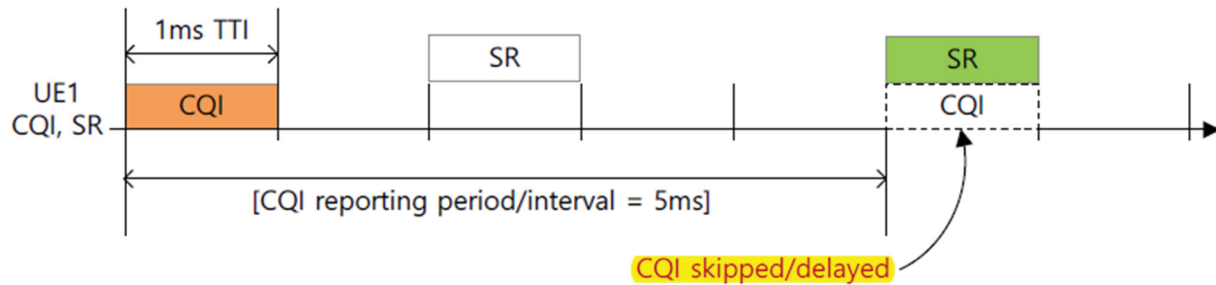 1ms TTI
SR
SR
UE1
CQI, SR
CQI
CQI
[CQI reporting period/interval = 5ms]
CQI skipped/delayed